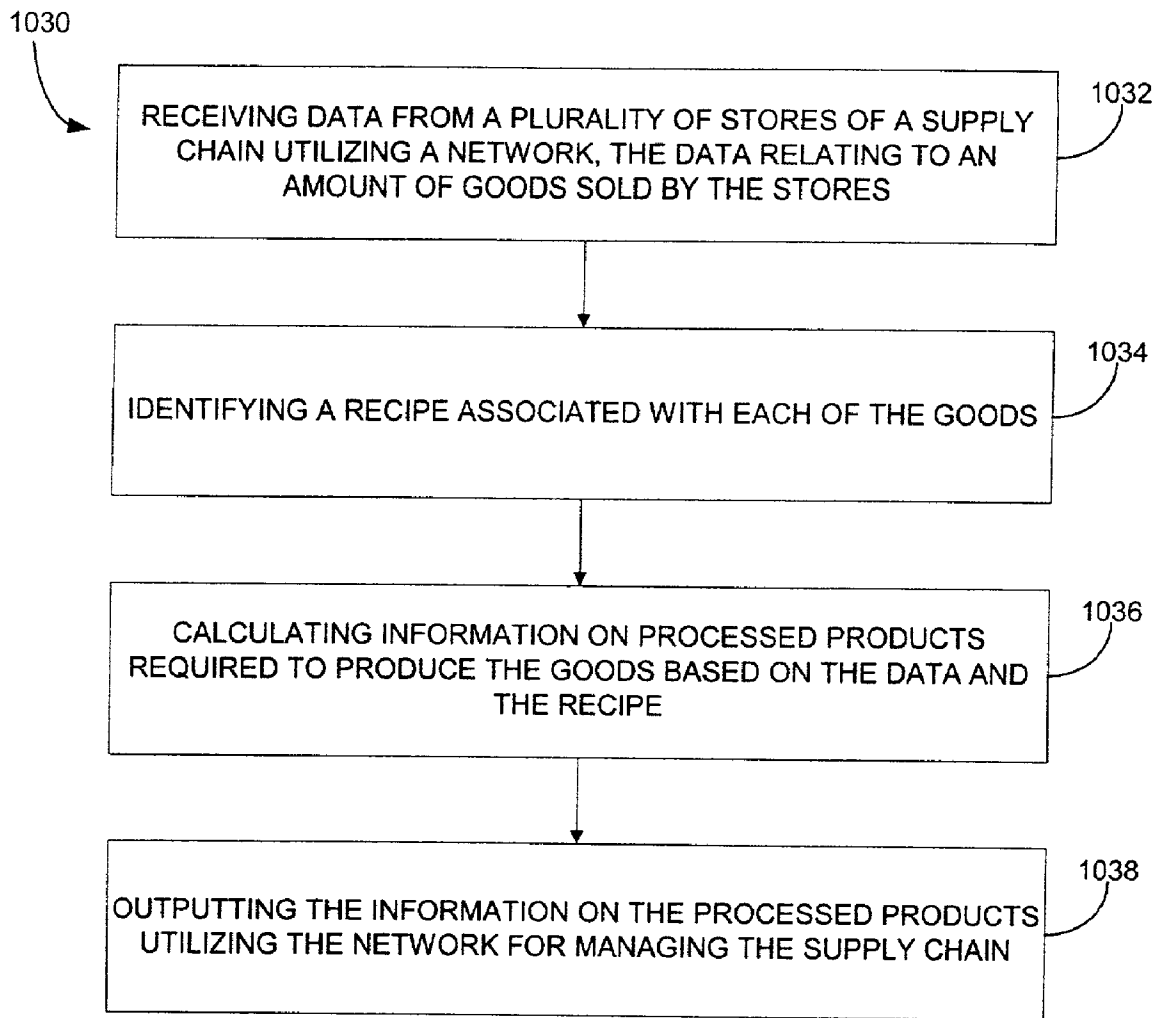 1030
RECEIVING DATA FROM A PLURALITY OF STORES OF A SUPPLY
CHAIN UTILIZING A NETWORK, THE DATA RELATING TO AN
AMOUNT OF GOODS SOLD BY THE STORES
1032
IDENTIFYING A RECIPE ASSOCIATED WITH EACH OF THE GOODS
1034
CALCULATING INFORMATION ON PROCESSED PRODUCTS
REQUIRED TO PRODUCE THE GOODS BASED ON THE DATA AND
THE RECIPE
1036
OUTPUTTING THE INFORMATION ON THE PROCESSED PRODUCTS
UTILIZING THE NETWORK FOR MANAGING THE SUPPLY CHAIN
1038